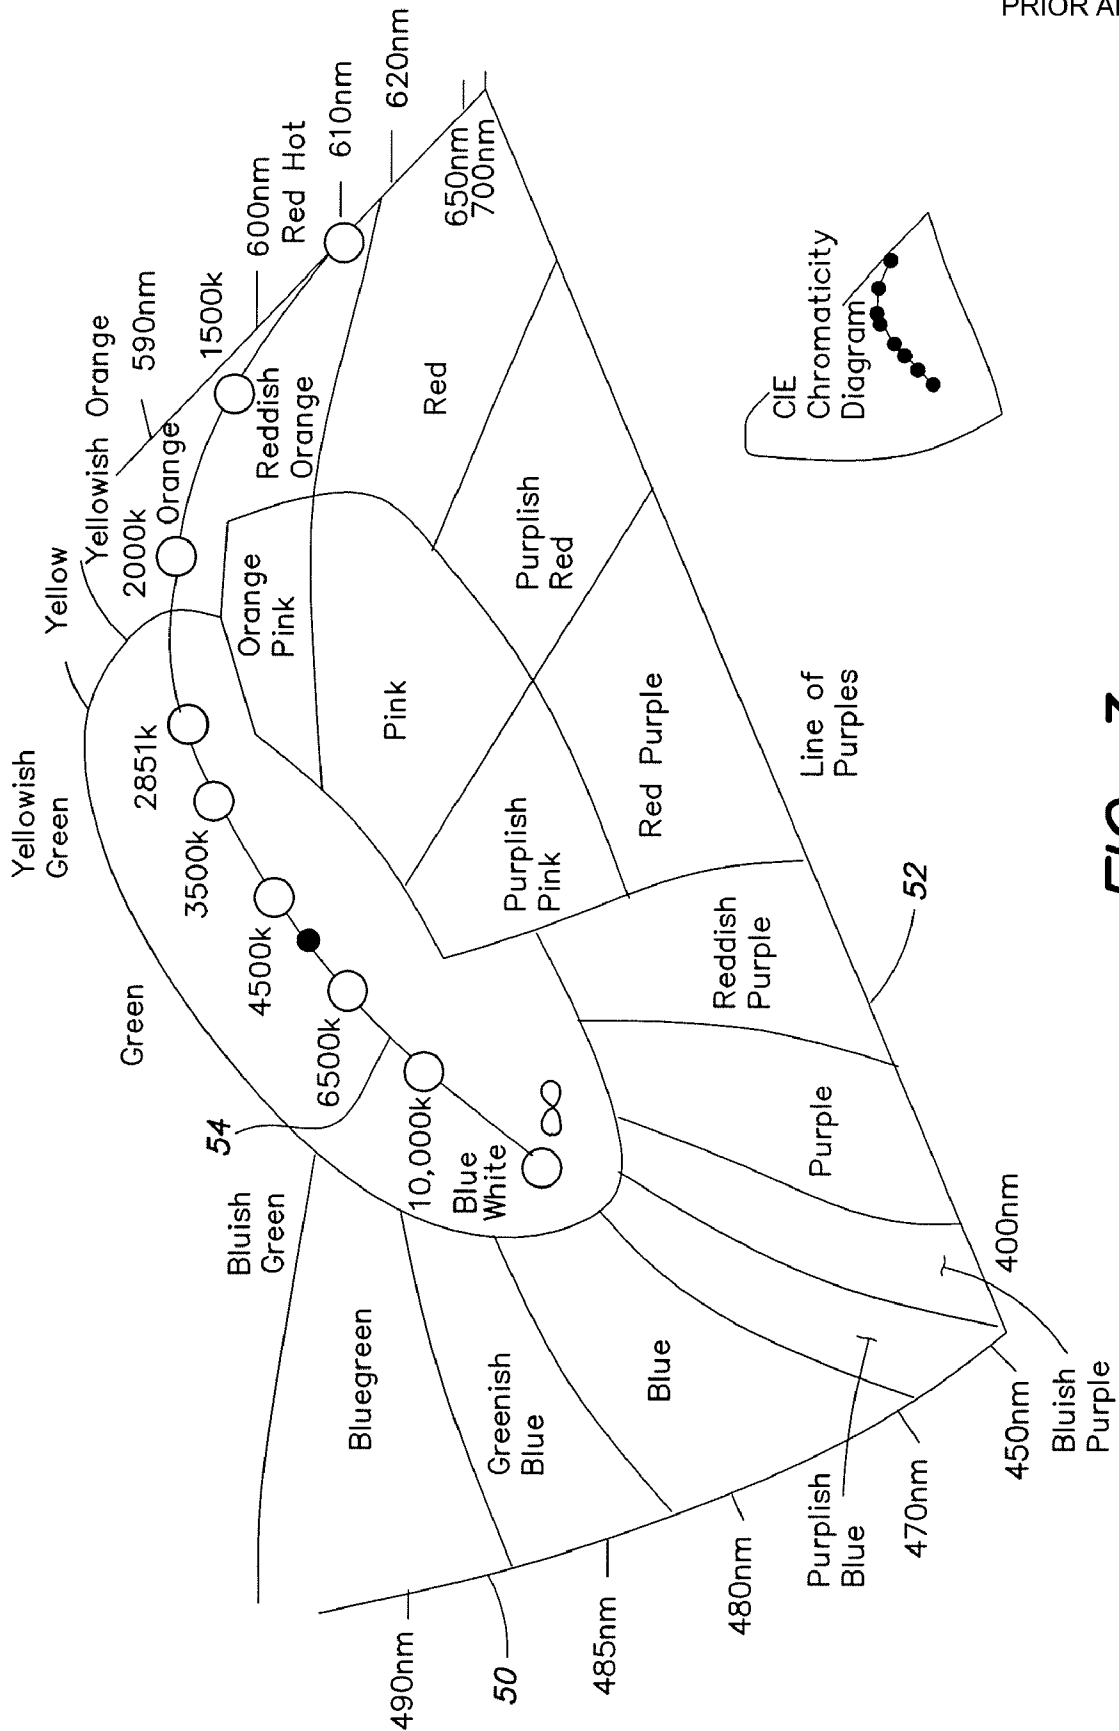 PRIOR A
Yellowish
Green
Yellow
Yellowish Orange
590nm
600nm
Red Hot
610nm
620nm
650nm
700nm
Green
2851k
2000k
Orange
1500k
Reddish
Orange
3500k
4500k
6500k
10,000k
Blue
White
∞
54
Orange
Pink
Pink
Red
Purplish
Red
Purplish
Pink
Red Purple
Reddish
Purple
Purple
Line of
Purples
52
Bluish
Green
Bluegreen
Greenish
Blue
Blue
Purplish
Blue
Bluish
Purple
490nm
50
485nm
480nm
470nm
450nm
400nm
CIE
Chromaticity
Diagram